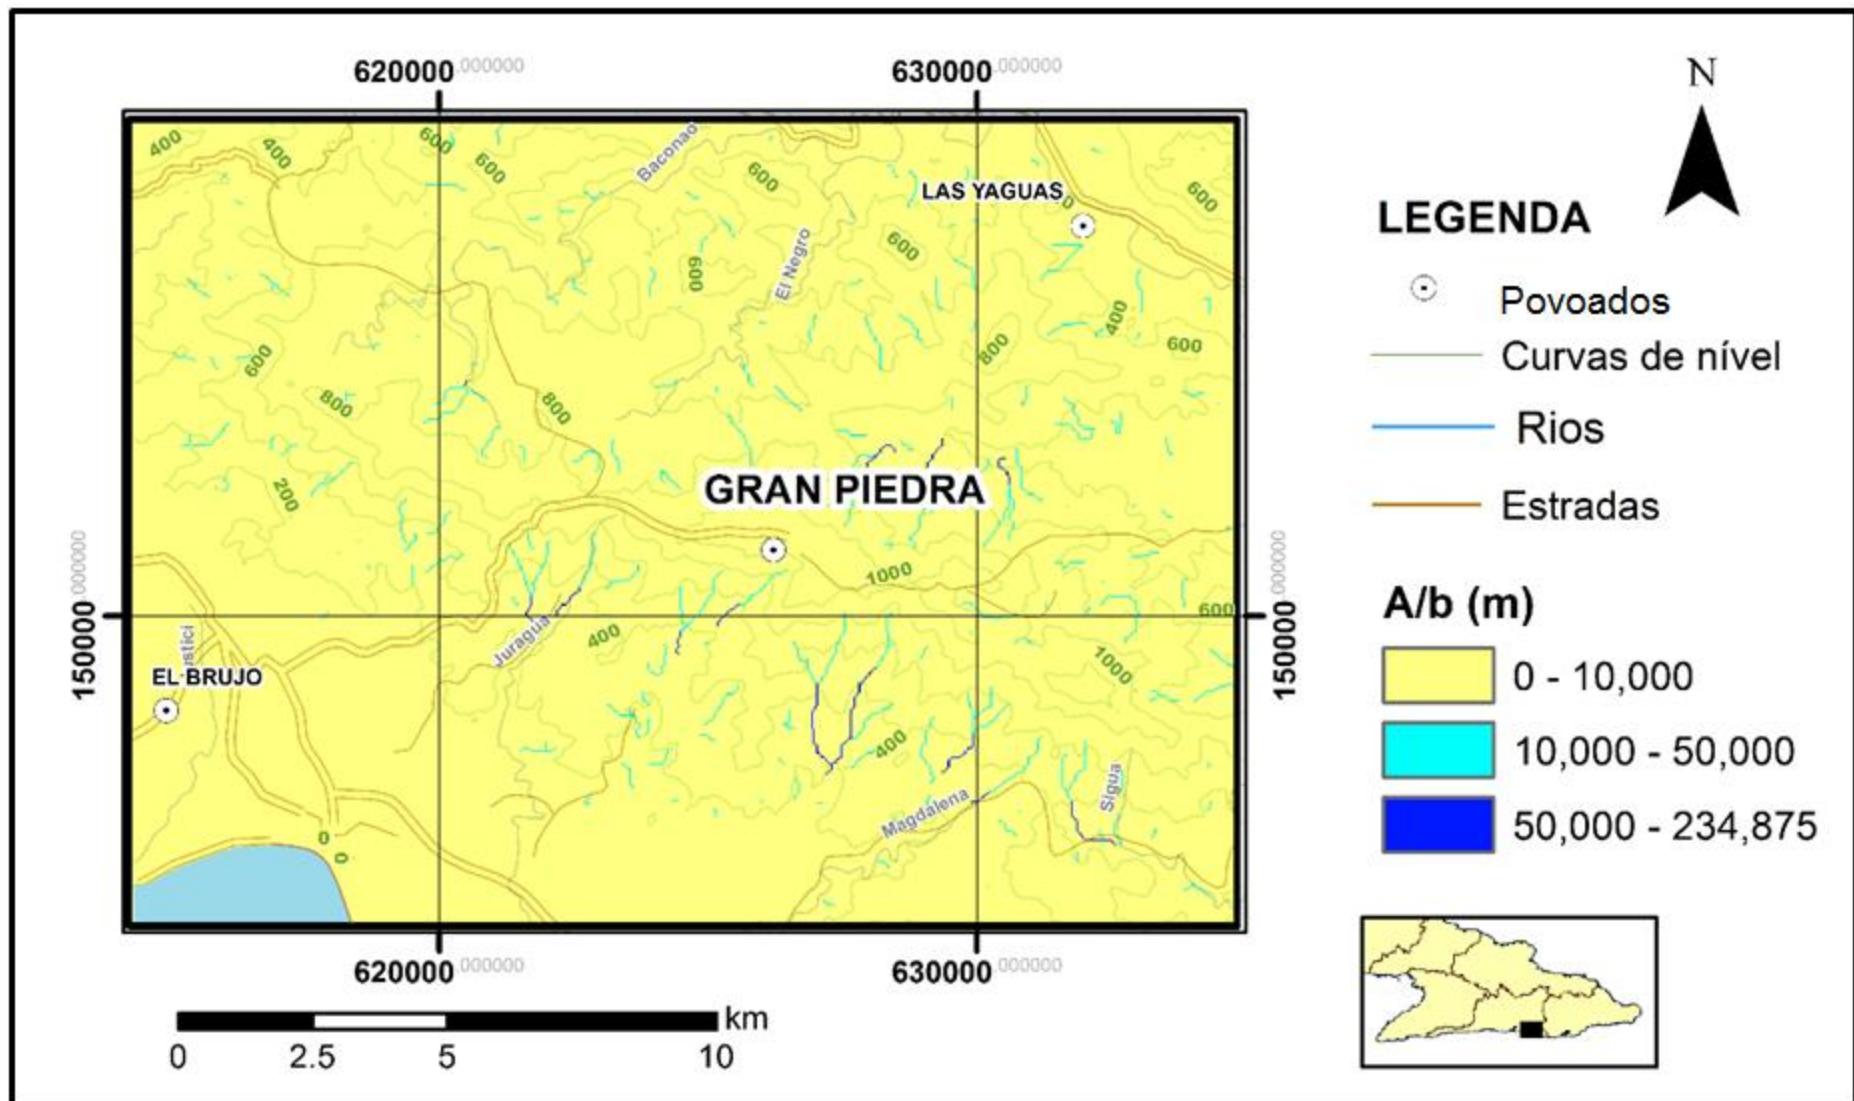 620000.000000 630000.000000
N
400
400
600
600
Baconao
600
LAS YAGUAS
600
600
600
El Negro
LEGENDA
Povoados
Curvas de nível
Rios
Estradas
400
600
800
600
800
800
GRAN PIEDRA
200
1000
150000.000000
150000.000000
600
Juragua
400
EL BRUJO
1000
400
Magdalena
Sigua
0
0
A/b (m)
0 - 10,000
10,000 - 50,000
50,000 - 234,875
620000.000000 630000.000000
km
0 2.5 5 10